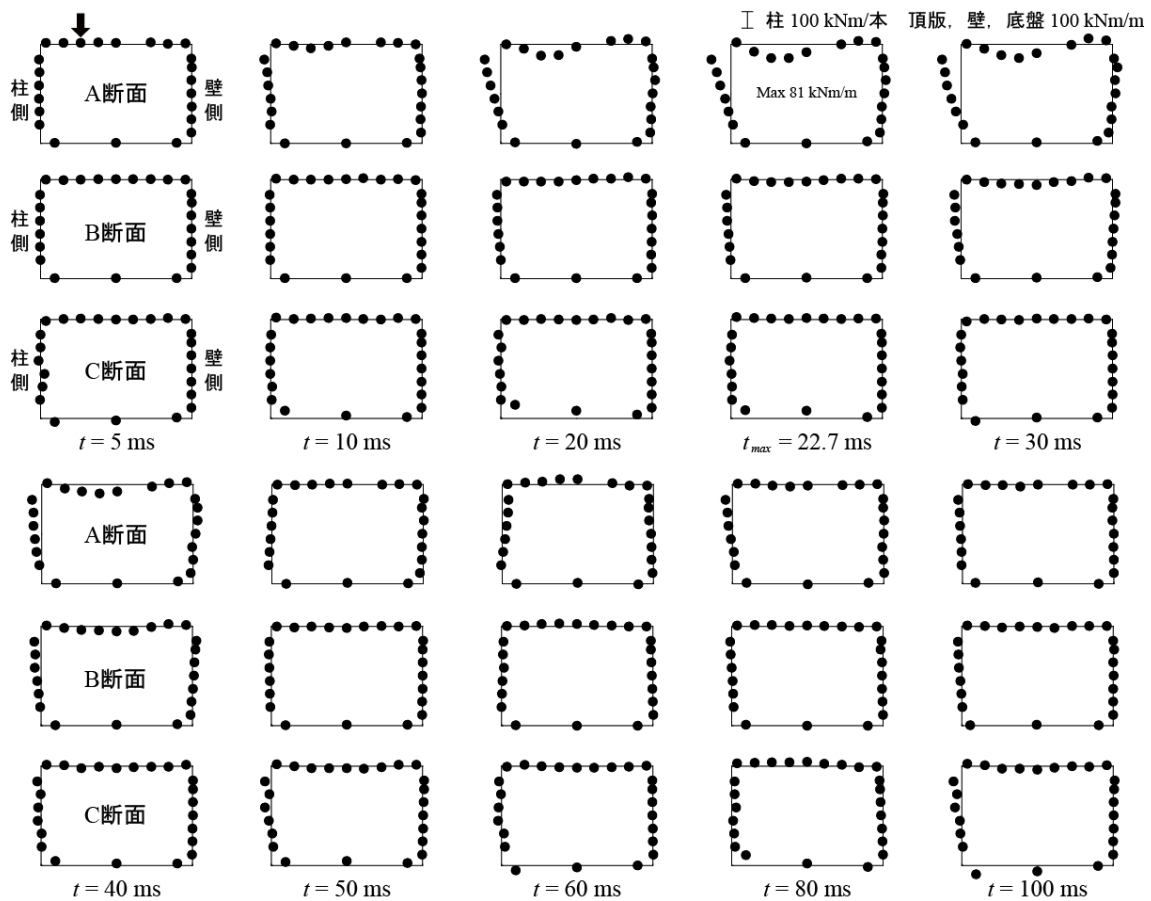 柱 100 kNm/本 頂版，壁，底盤 100 kNm/m
柱側 A断面 壁側
Max 81 kNm/m
柱側 B断面 壁側
柱側 C断面 壁側
t = 5 ms t = 10 ms t = 20 ms tmax = 22.7 ms t = 30 ms
A断面
B断面
C断面
t = 40 ms t = 50 ms t = 60 ms t = 80 ms t = 100 ms